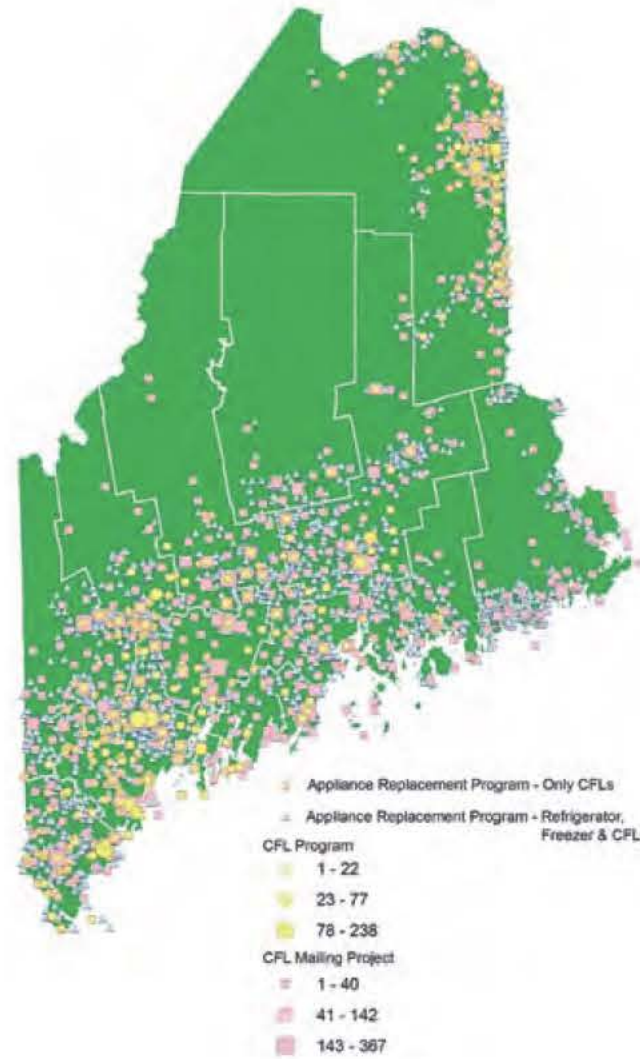 Appliance Replacement Program - Only CFLs
Appliance Replacement Program - Refrigerator,
Freezer & CFL
CFL Program
1 - 22
23 - 77
78 - 238
CFL Mailing Project
1 - 40
41 - 142
143 - 367